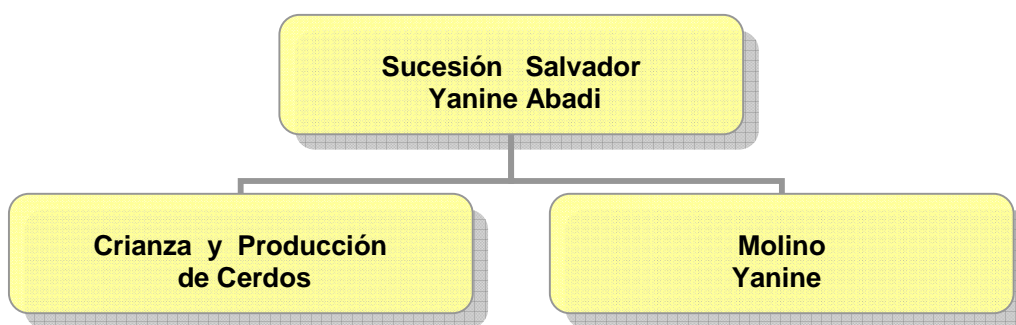 Sucesión Salvador
Yanine Abadi
Crianza y Producción
de Cerdos
Molino
Yanine